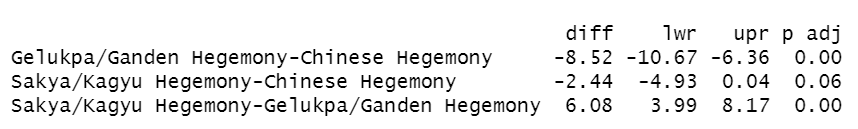 diff lwr upr p adj
Gelukpa/Ganden Hegemony-Chinese Hegemony -8.52 -10.67 -6.36 0.00
Sakya/Kagyu Hegemony-Chinese Hegemony -2.44 -4.93 0.04 0.06
Sakya/Kagyu Hegemony-Gelukpa/Ganden Hegemony 6.08 3.99 8.17 0.00